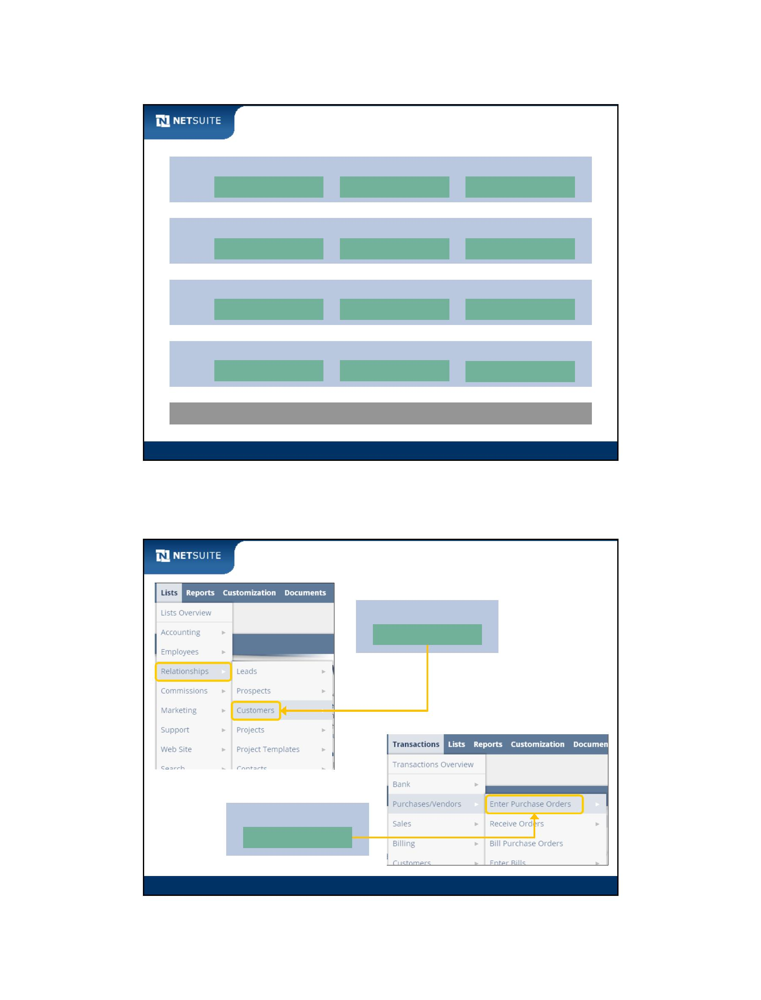 NETSUITE
NETSUITE
Lists Reports Customization Documents
Lists Overview
Accounting
Employees
Relationships
Commissions
Marketing
Support
Web Site
Search
Leads
Prospects
Customers
Projects
Project Templates
Contacts
Transactions Lists Reports Customization Documen
Transactions Overview
Bank
Purchases/Vendors
Sales
Billing
Customers
Enter Purchase Orders
Receive Orders
Bill Purchase Orders
Enter Bills